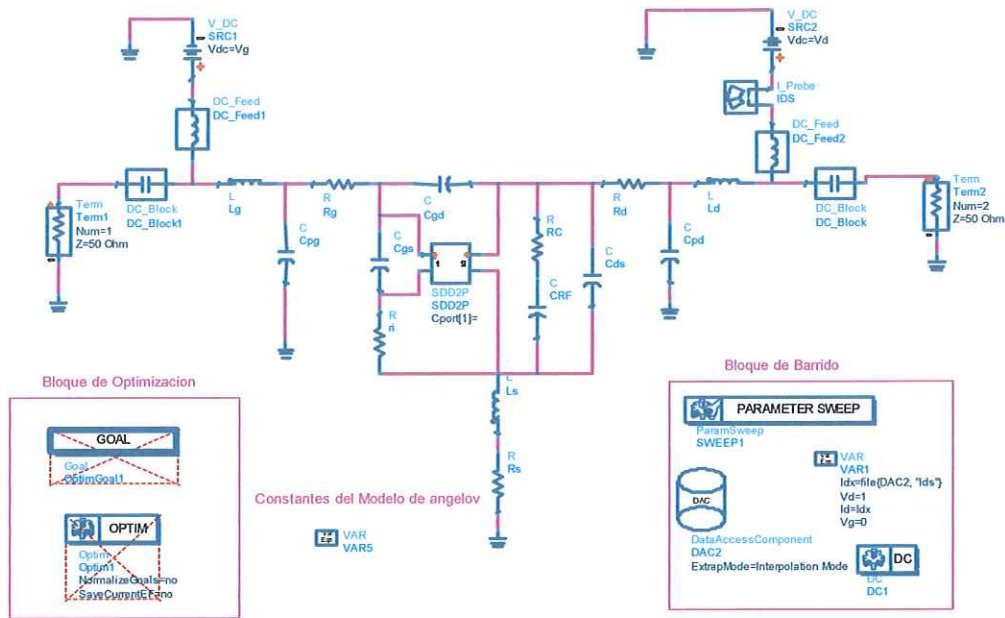 V_DC
SRC1
Vdc=Vg
V_DC
SRC2
Vdc=Vd
I_Probe
IDS
DC_Feed
DC_Feed1
DC_Feed
DC_Feed2
Term
Term1
Num=1
Z=50 Ohm
DC_Block
DC_Block1
L
Lg
C
Cpg
R
Rg
C
Cgd
C
Cgs
R
ri
1
2
SDD2P
SDD2P
Cport[1]=
R
RC
C
CRF
C
Cds
R
Rd
C
Cpd
L
Ld
DC_Block
DC_Block
Term
Term2
Num=2
Z=50 Ohm
L
Ls
R
Rs
Bloque de Optimizacion
GOAL
Goal
OptimGoal1
OPTIM
Optim
Optim1
NormalizeGoals=no
SaveCurrentEF=no
Constantes del Modelo de angelov
VAR
VAR5
Bloque de Barrido
PARAMETER SWEEP
ParamSweep
SWEEP1
VAR
VAR1
Idx=file{DAC2, "Ids"}
Vd=1
Id=Idx
Vg=0
DAC
DataAccessComponent
DAC2
ExtrapMode=Interpolation Mode
DC
DC
DC1